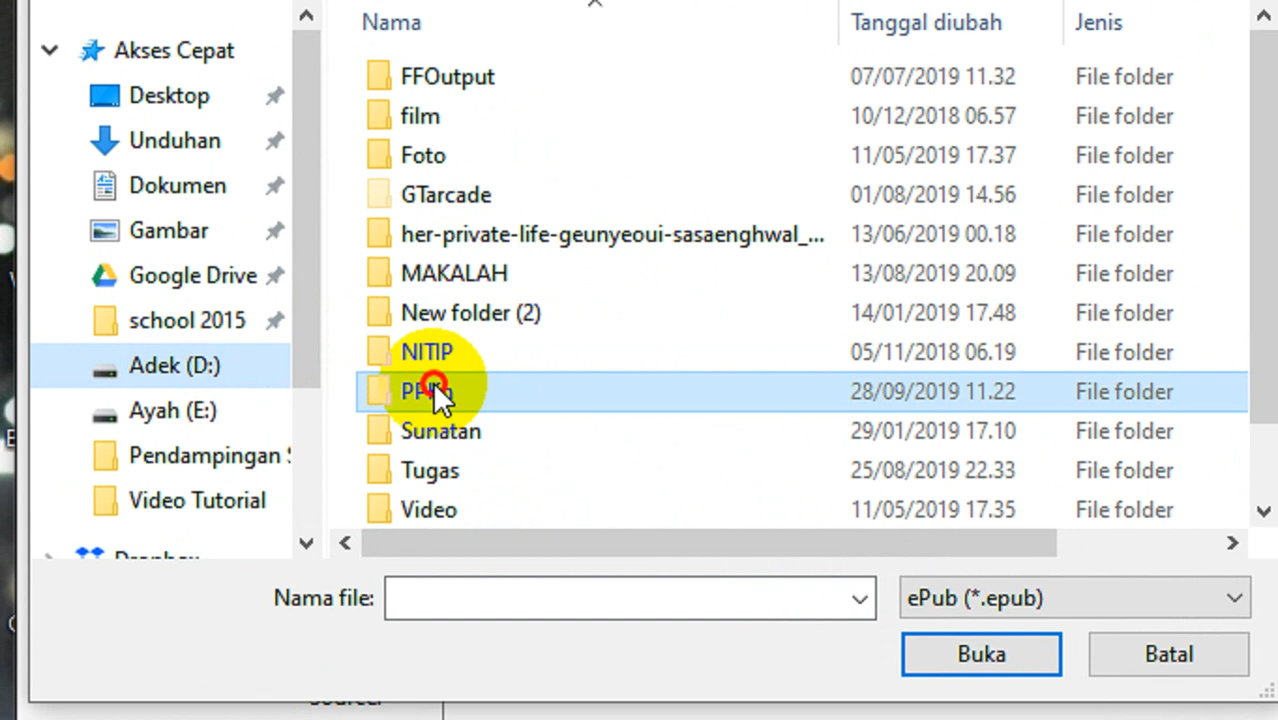 Nama Tanggal diubah Jenis
Akses Cepat
Desktop
Unduhan
Dokumen
Gambar
Google Drive
school 2015
Adek (D:)
Ayah (E:)
Pendampingan
Video Tutorial
Dropbox
FFOutput 07/07/2019 11.32 File folder
film 10/12/2018 06.57 File folder
Foto 11/05/2019 17.37 File folder
GTarcade 01/08/2019 14.56 File folder
her-private-life-geunyeoui-sasaenghwal_... 13/06/2019 00.18 File folder
MAKALAH 13/08/2019 20.09 File folder
New folder (2) 14/01/2019 17.48 File folder
NITIP 05/11/2018 06.19 File folder
28/09/2019 11.22 File folder
Sunatan 29/01/2019 17.10 File folder
Tugas 25/08/2019 22.33 File folder
Video 11/05/2019 17.35 File folder
Nama file: ePub (*.epub)
Buka Batal